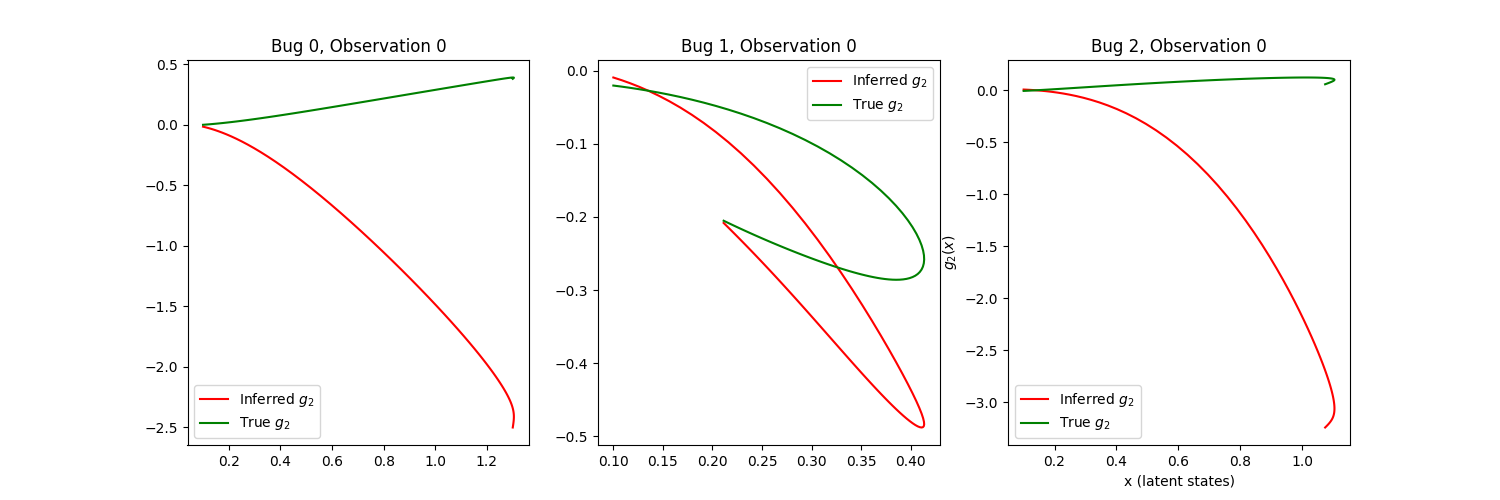 Bug 0, Observation 0
0.5
0.0
−0.5
−1.0
−1.5
−2.0
−2.5
Inferred g₂
True g₂
0.2 0.4 0.6 0.8 1.0 1.2
Bug 1, Observation 0
0.0
−0.1
−0.2
−0.3
−0.4
−0.5
Inferred g₂
True g₂
0.10 0.15 0.20 0.25 0.30 0.35 0.40
Bug 2, Observation 0
g₂(x)
0.0
−0.5
−1.0
−1.5
−2.0
−2.5
−3.0
Inferred g₂
True g₂
0.2 0.4 0.6 0.8 1.0
x (latent states)